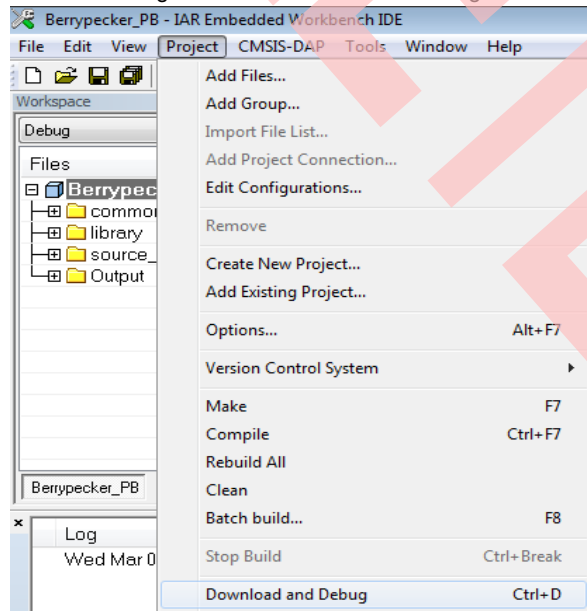 Berrypecker_PB - IAR Embedded Workbench IDE
File Edit View Project CMSIS-DAP Tools Window Help
Workspace
Debug
Files
Berrypec
commo
library
source_
Output
Berrypecker_PB
Log
Wed Mar 0
Add Files...
Add Group...
Import File List...
Add Project Connection...
Edit Configurations...
Remove
Create New Project...
Add Existing Project...
Options... Alt+F7
Version Control System
Make F7
Compile Ctrl+F7
Rebuild All
Clean
Batch build... F8
Stop Build Ctrl+Break
Download and Debug Ctrl+D